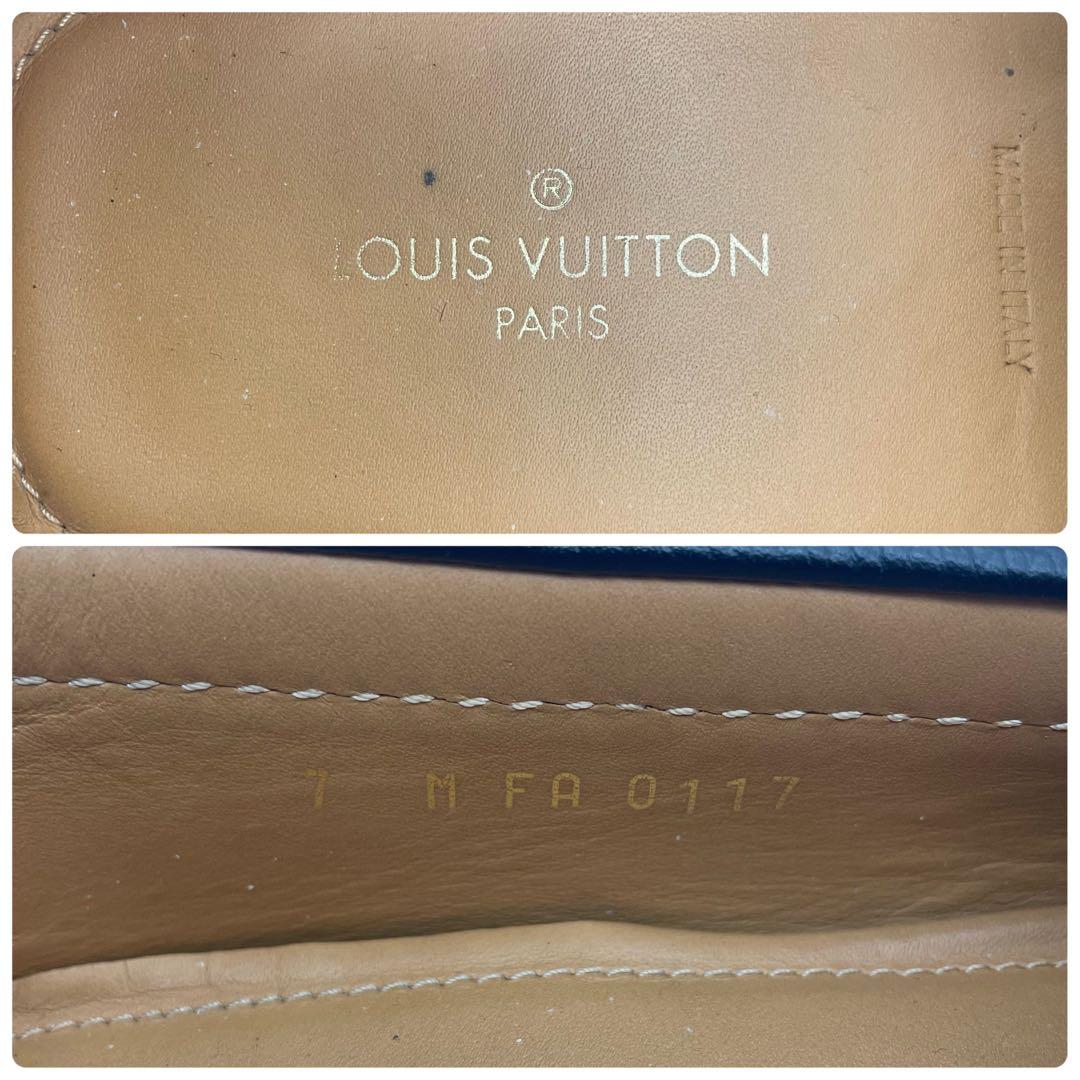 ®
LOUIS VUITTON
PARIS
MADE IN ITALY
7 M FA 0117